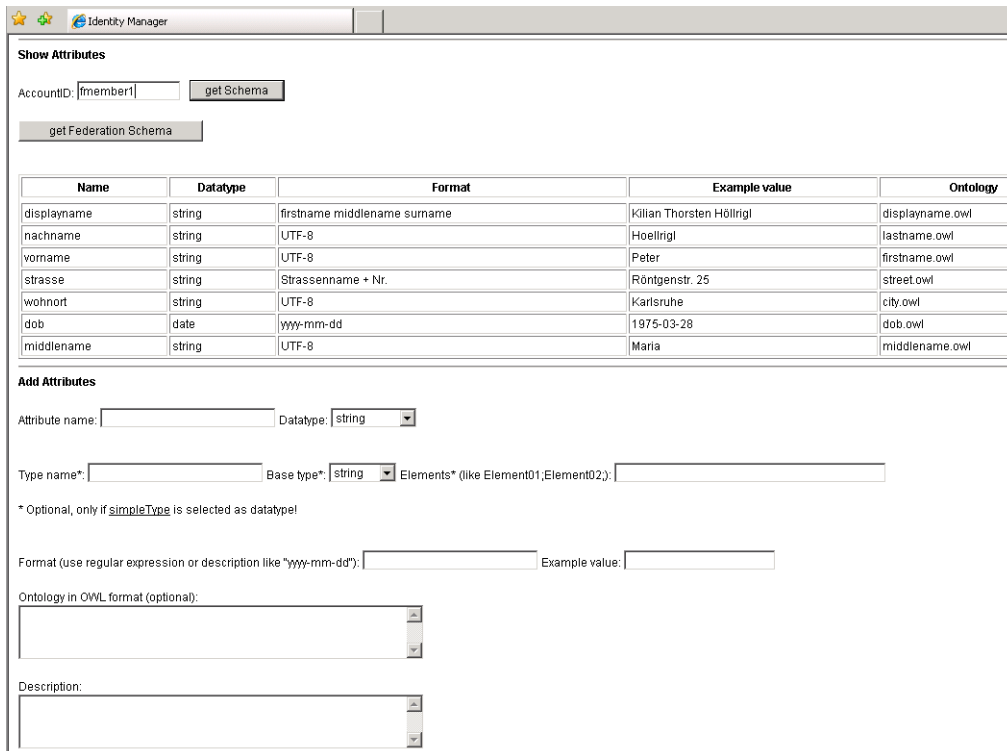 Identity Manager
Show Attributes
AccountID: fmember1 get Schema
get Federation Schema
Name Datatype Format Example value Ontology
displayname string firstname middlename surname Kilian Thorsten Höllrigl displayname.owl
nachname string UTF-8 Hoellrigl lastname.owl
vorname string UTF-8 Peter firstname.owl
strasse string Strassenname + Nr. Röntgenstr. 25 street.owl
wohnort string UTF-8 Karlsruhe city.owl
dob date yyyy-mm-dd 1975-03-28 dob.owl
middlename string UTF-8 Maria middlename.owl
Add Attributes
Attribute name: Datatype: string
Type name*: Base type*: string Elements* (like Element01;Element02;):
* Optional, only if simpleType is selected as datatype!
Format (use regular expression or description like "yyyy-mm-dd"): Example value:
Ontology in OWL format (optional):
Description: